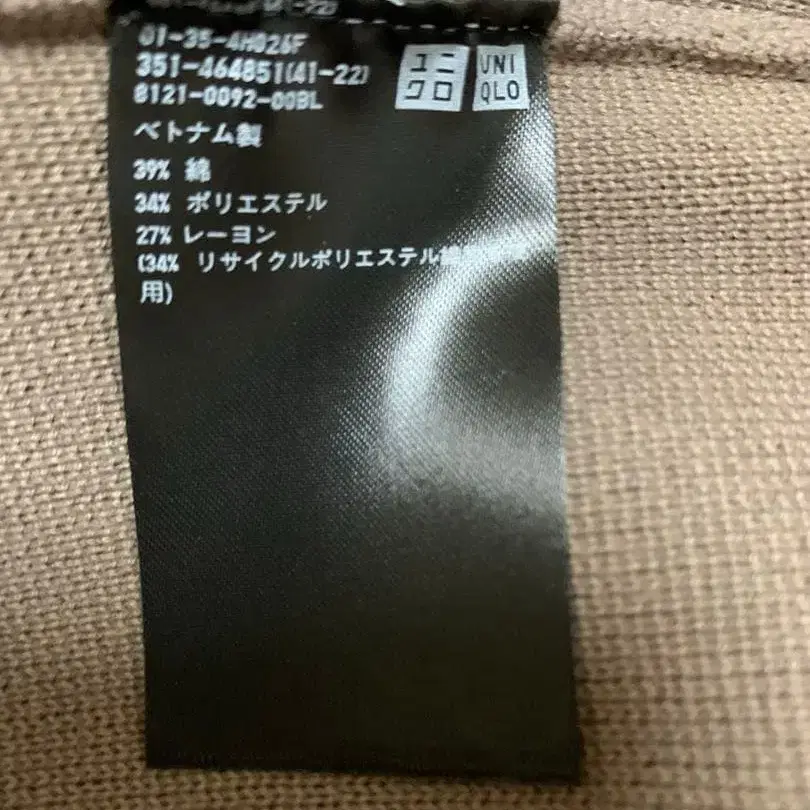 01-35-4H026F
351-464851(41-22)
8121-0092-00BL
ユニ
クロ
UNI
QLO
ベトナム製
39% 綿
34% ポリエステル
27% レーヨン
(34% リサイクルポリエステル
用)